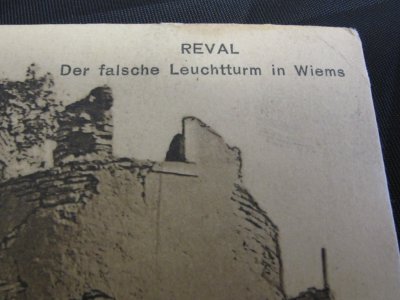 REVAL
Der falsche Leuchtturm in Wiems